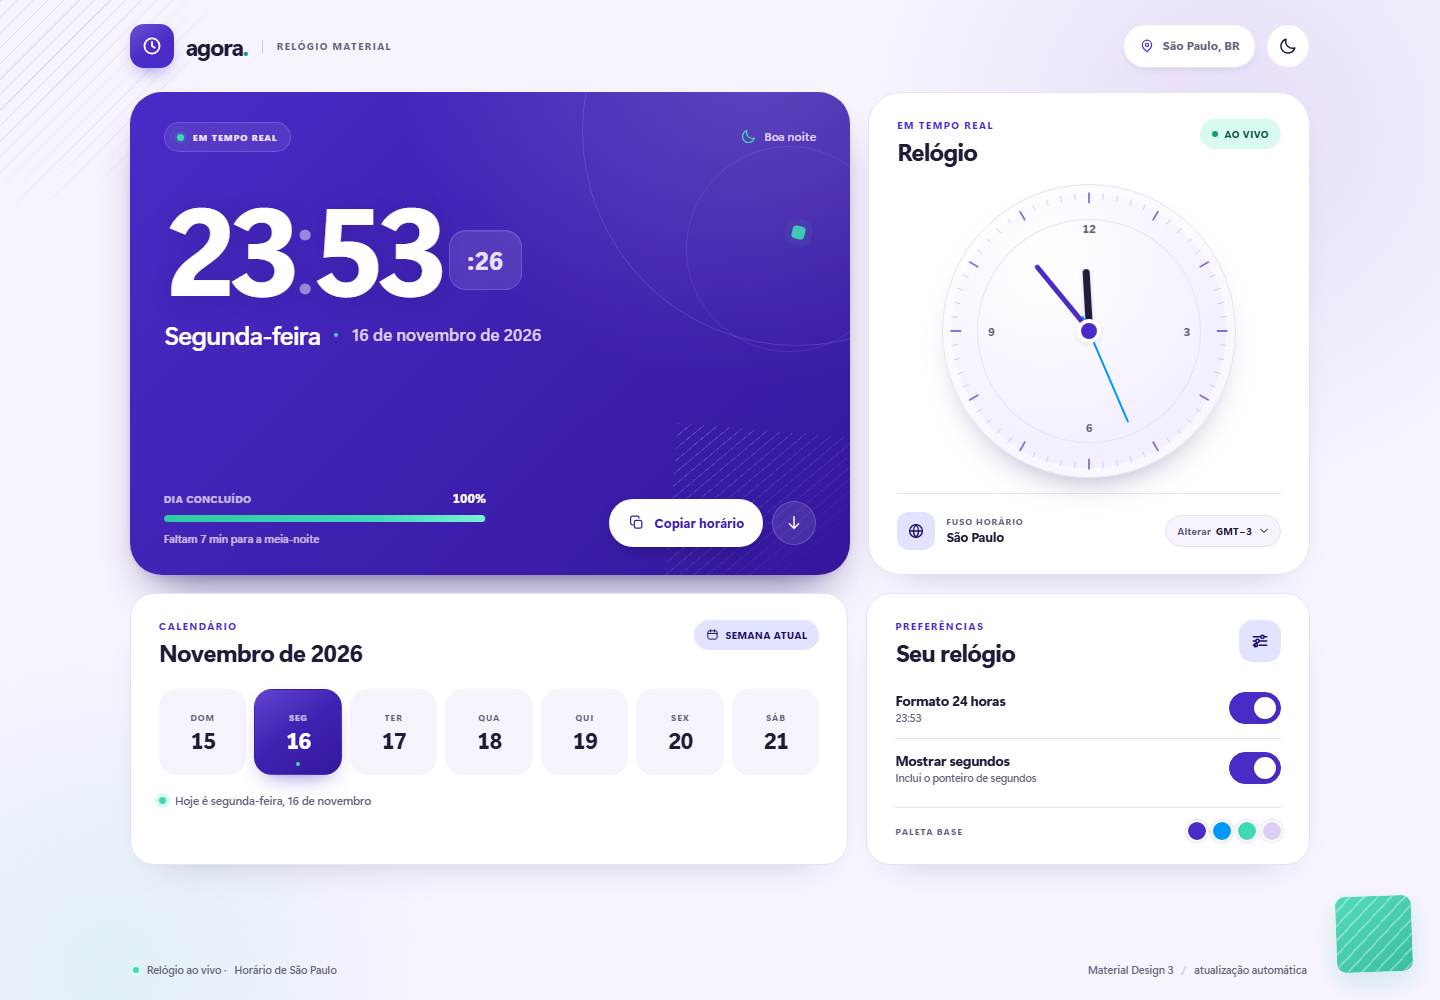 agora. RELÓGIO MATERIAL
São Paulo, BR
EM TEMPO REAL
Boa noite
23:53 :26
Segunda-feira • 16 de novembro de 2026
DIA CONCLUÍDO 100%
Faltam 7 min para a meia-noite
Copiar horário
EM TEMPO REAL
Relógio
AO VIVO
12
9 3
6
FUSO HORÁRIO
São Paulo
Alterar GMT−3
CALENDÁRIO
Novembro de 2026
SEMANA ATUAL
DOM SEG TER QUA QUI SEX SÁB
15 16 17 18 19 20 21
Hoje é segunda-feira, 16 de novembro
PREFERÊNCIAS
Seu relógio
Formato 24 horas
23:53
Mostrar segundos
Inclui o ponteiro de segundos
PALETA BASE
Relógio ao vivo · Horário de São Paulo
Material Design 3 / atualização automática